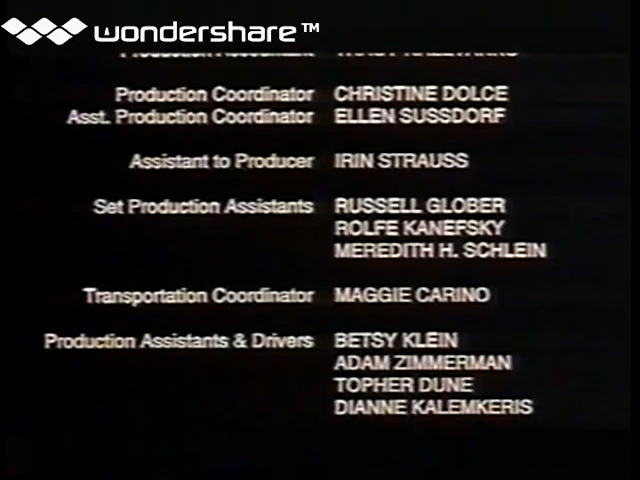 wondershare™
Production Coordinator CHRISTINE DOLCE
Asst. Production Coordinator ELLEN SUSSDORF
Assistant to Producer IRIN STRAUSS
Set Production Assistants RUSSELL GLOBER
ROLFE KANEFSKY
MEREDITH H. SCHLEIN
Transportation Coordinator MAGGIE CARINO
Production Assistants & Drivers BETSY KLEIN
ADAM ZIMMERMAN
TOPHER DUNE
DIANNE KALEMKERIS